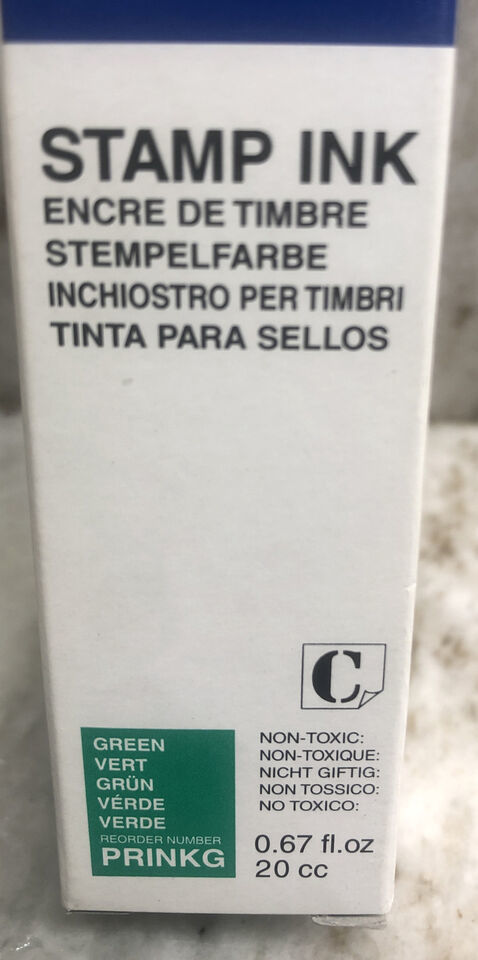 STAMP INK
ENCRE DE TIMBRE
STEMPELFARBE
INCHIOSTRO PER TIMBRI
TINTA PARA SELLOS
C
GREEN
VERT
GRÜN
VÉRDE
VERDE
REORDER NUMBER
PRINKG
NON-TOXIC:
NON-TOXIQUE:
NICHT GIFTIG:
NON TOSSICO:
NO TOXICO:
0.67 fl.oz
20 cc